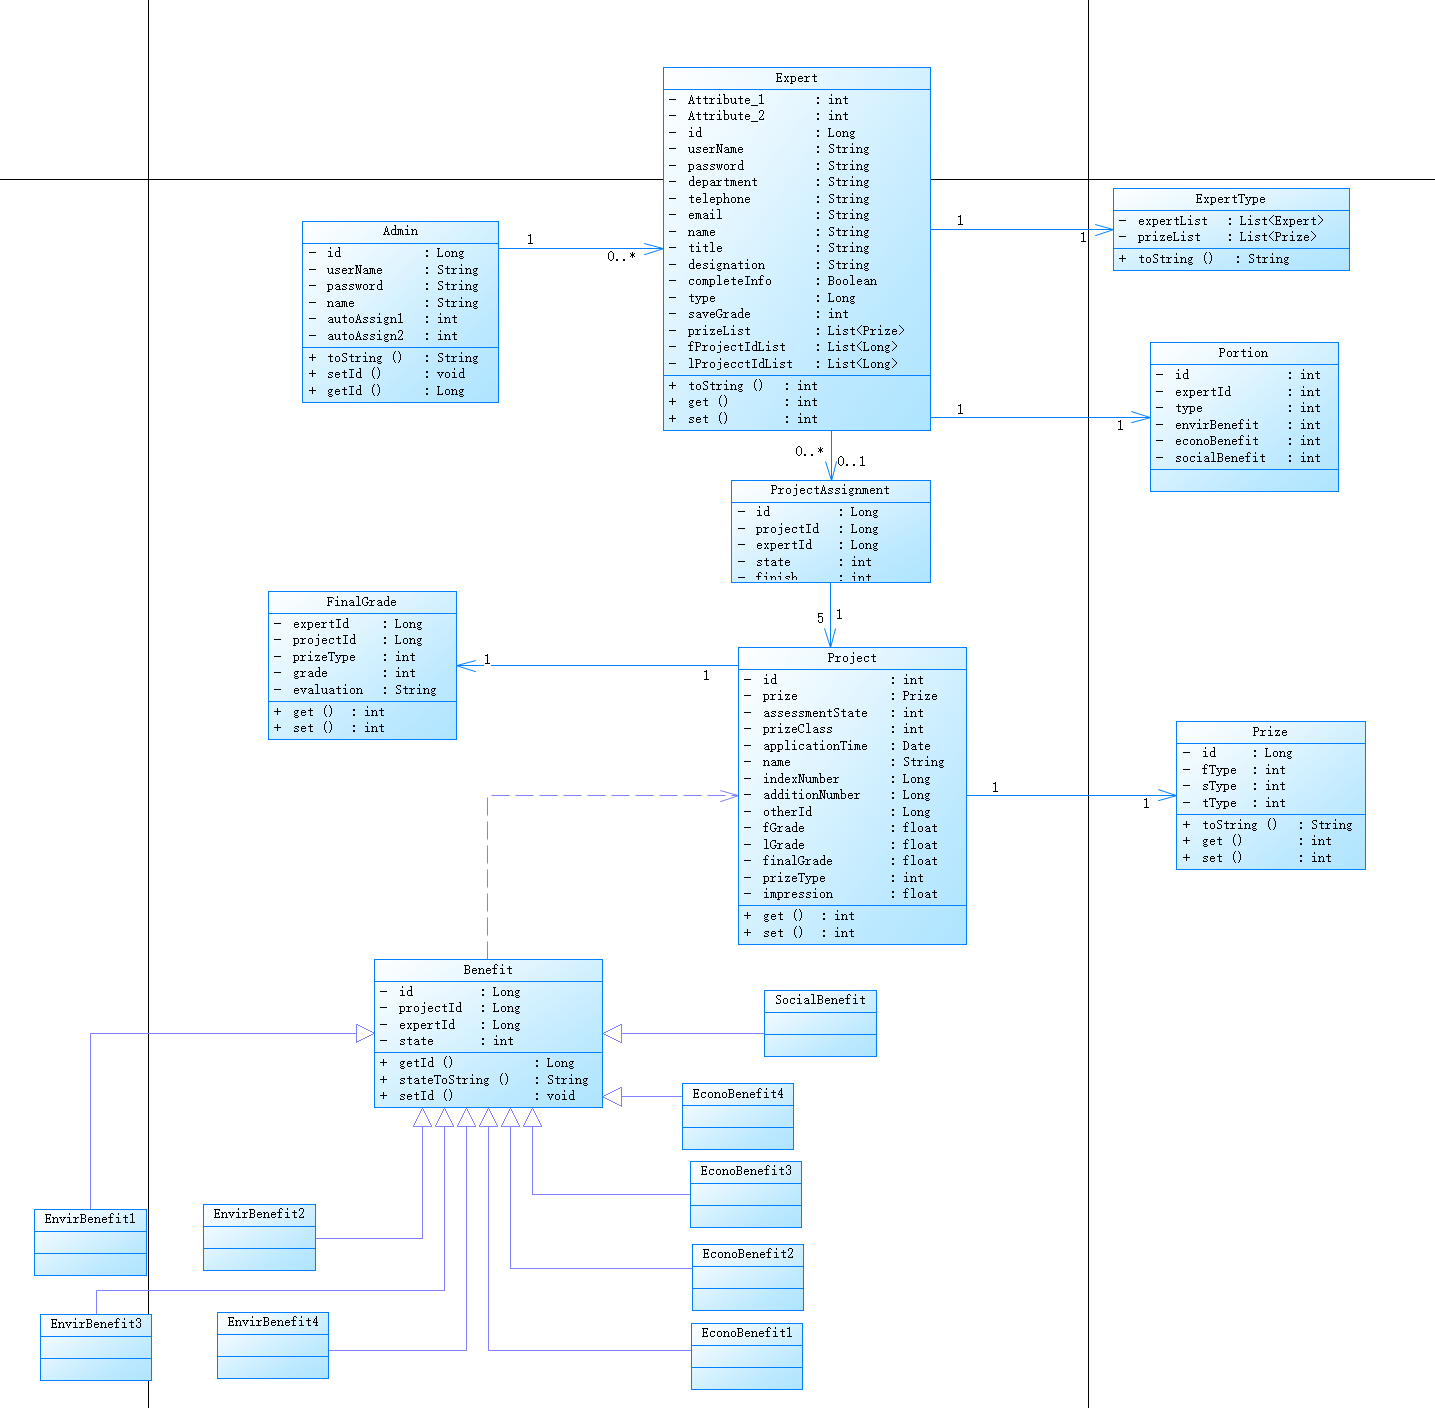 Expert
- Attribute_1 : int
- Attribute_2 : int
- id : Long
- userName : String
- password : String
- department : String
- telephone : String
- email : String
- name : String
- title : String
- designation : String
- completeInfo : Boolean
- type : Long
- saveGrade : int
- prizeList : List<Prize>
- fProjectIdList : List<Long>
- lProjecctIdList : List<Long>
+ toString () : int
+ get () : int
+ set () : int
ExpertType
- expertList : List<Expert>
- prizeList : List<Prize>
+ toString () : String
1
1
Admin
- id : Long
- userName : String
- password : String
- name : String
- autoAssign1 : int
- autoAssign2 : int
+ toString () : String
+ setId () : void
+ getId () : Long
1
0..*
Portion
- id : int
- expertId : int
- type : int
- envirBenefit : int
- econoBenefit : int
- socialBenefit : int
1
1
0..*
0..1
ProjectAssignment
- id : Long
- projectId : Long
- expertId : Long
- state : int
- finish : int
5
1
FinalGrade
- expertId : Long
- projectId : Long
- prizeType : int
- grade : int
- evaluation : String
+ get () : int
+ set () : int
1
1
Project
- id : int
- prize : Prize
- assessmentState : int
- prizeClass : int
- applicationTime : Date
- name : String
- indexNumber : Long
- additionNumber : Long
- otherId : Long
- fGrade : float
- lGrade : float
- finalGrade : float
- prizeType : int
- impression : float
+ get () : int
+ set () : int
1
1
Prize
- id : Long
- fType : int
- sType : int
- tType : int
+ toString () : String
+ get () : int
+ set () : int
Benefit
- id : Long
- projectId : Long
- expertId : Long
- state : int
+ getId () : Long
+ stateToString () : String
+ setId () : void
SocialBenefit
EconoBenefit4
EconoBenefit3
EnvirBenefit1
EnvirBenefit2
EconoBenefit2
EnvirBenefit3
EnvirBenefit4
EconoBenefit1